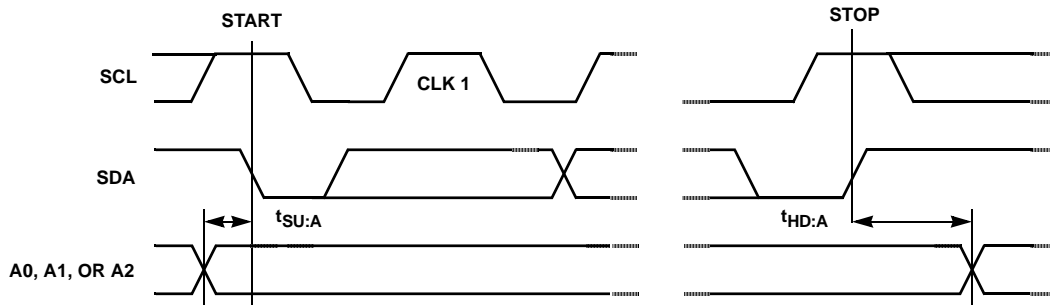 START
STOP
SCL
CLK 1
SDA
tSU:A
tHD:A
A0, A1, OR A2